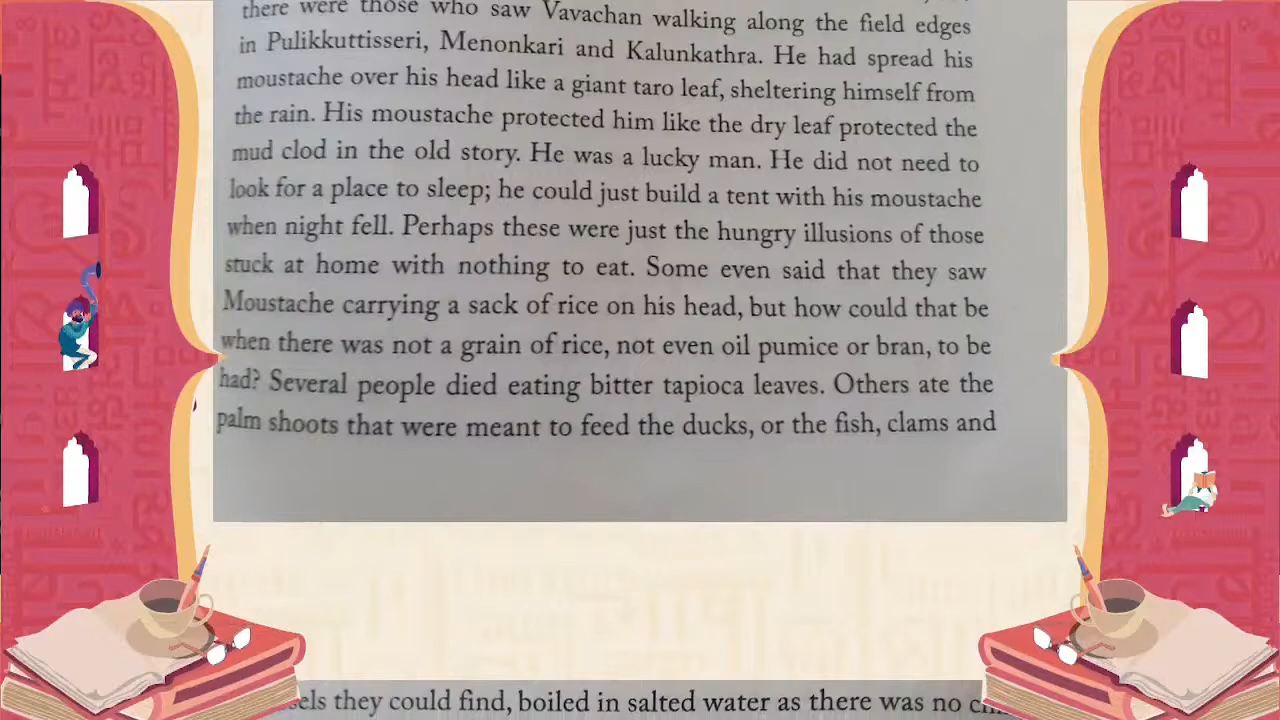 there were those who saw Vavachan walking along the field edges
in Pulikkuttisseri, Menonkari and Kalunkathra. He had spread his
moustache over his head like a giant taro leaf, sheltering himself from
the rain. His moustache protected him like the dry leaf protected the
mud clod in the old story. He was a lucky man. He did not need to
look for a place to sleep; he could just build a tent with his moustache
when night fell. Perhaps these were just the hungry illusions of those
stuck at home with nothing to eat. Some even said that they saw
Moustache carrying a sack of rice on his head, but how could that be
when there was not a grain of rice, not even oil pumice or bran, to be
had? Several people died eating bitter tapioca leaves. Others ate the
palm shoots that were meant to feed the ducks, or the fish, clams and
they could find, boiled in salted water as there was no